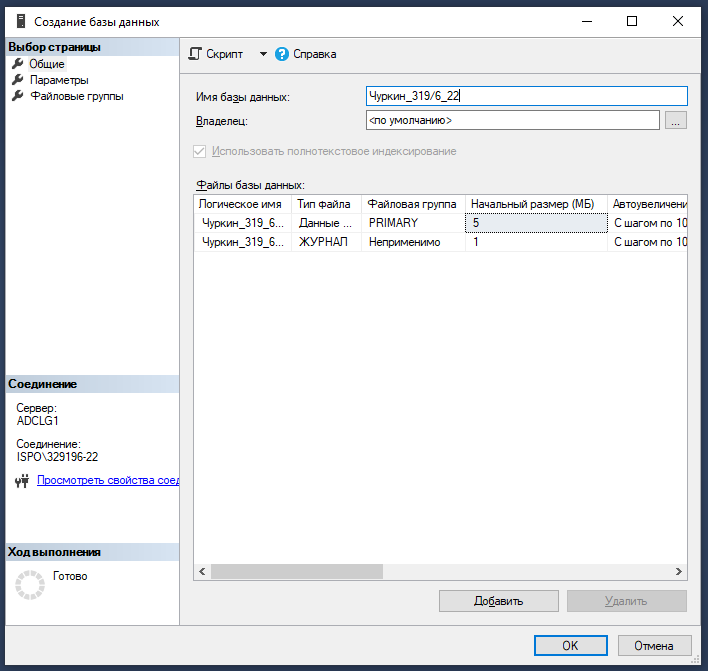 Создание базы данных
Выбор страницы
Общие
Параметры
Файловые группы
Скрипт
Справка
Имя базы данных:
Чуркин_319/6_22
Владелец:
<по умолчанию>
...
Использовать полнотекстовое индексирование
Файлы базы данных:
Логическое имя Тип файла Файловая группа Начальный размер (МБ) Автоувеличени
Чуркин_319_6... Данные ... PRIMARY 5 С шагом по 10
Чуркин_319_6... ЖУРНАЛ Неприменимо 1 С шагом по 10
Соединение
Сервер:
ADCLG1
Соединение:
ISPO\329196-22
Просмотреть свойства соед
Ход выполнения
Готово
Добавить
Удалить
OK
Отмена